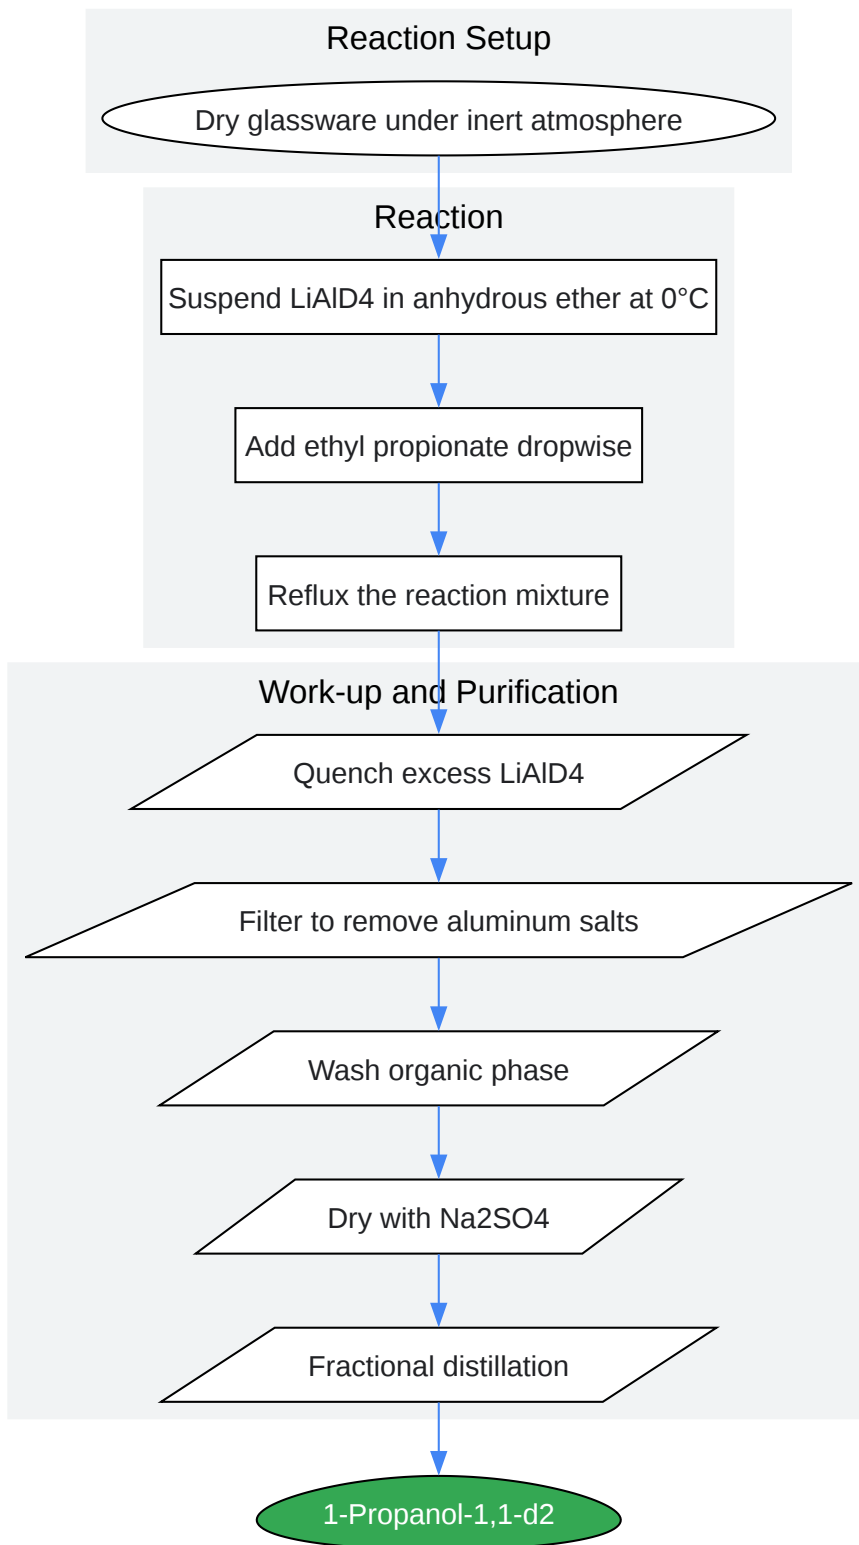 Reaction Setup
Dry glassware under inert atmosphere
Reaction
Suspend LiAlD4 in anhydrous ether at 0°C
Add ethyl propionate dropwise
Reflux the reaction mixture
Work-up and Purification
Quench excess LiAlD4
Filter to remove aluminum salts
Wash organic phase
Dry with Na2SO4
Fractional distillation
1-Propanol-1,1-d2